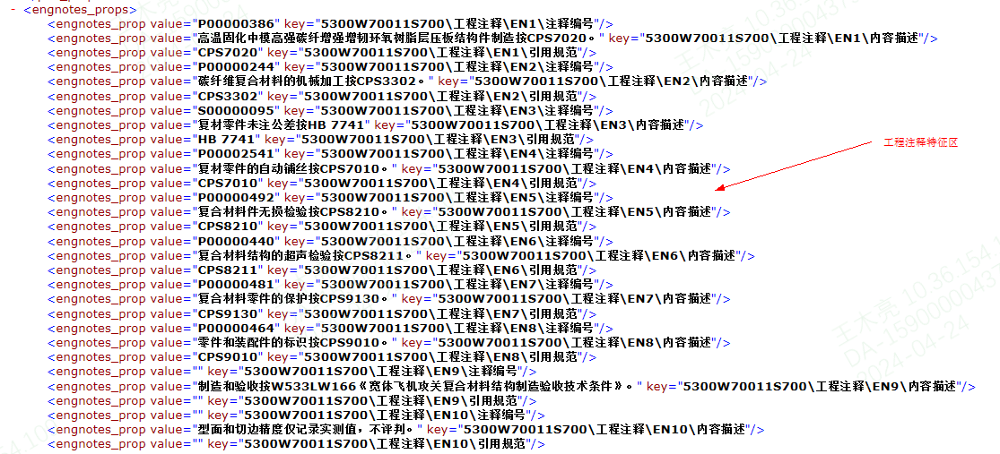 - <engnotes_props>
<engnotes_prop value="P00000386" key="5300W70011S700\工程注释\EN1\注释编号"/>
<engnotes_prop value="高温固化中模高强碳纤增强增韧环氧树脂层压板结构件制造按CPS7020。" key="5300W70011S700\工程注释\EN1\内容描述"/>
<engnotes_prop value="CPS7020" key="5300W70011S700\工程注释\EN1\引用规范"/>
<engnotes_prop value="P00000244" key="5300W70011S700\工程注释\EN2\注释编号"/>
<engnotes_prop value="碳纤维复合材料的机械加工按CPS3302。" key="5300W70011S700\工程注释\EN2\内容描述"/>
<engnotes_prop value="CPS3302" key="5300W70011S700\工程注释\EN2\引用规范"/>
<engnotes_prop value="S00000095" key="5300W70011S700\工程注释\EN3\注释编号"/>
<engnotes_prop value="复材零件未注公差按HB 7741" key="5300W70011S700\工程注释\EN3\内容描述"/>
<engnotes_prop value="HB 7741" key="5300W70011S700\工程注释\EN3\引用规范"/>
<engnotes_prop value="P00002541" key="5300W70011S700\工程注释\EN4\注释编号"/>
工程注释特征区
<engnotes_prop value="复材零件的自动铺丝按CPS7010。" key="5300W70011S700\工程注释\EN4\内容描述"/>
<engnotes_prop value="CPS7010" key="5300W70011S700\工程注释\EN4\引用规范"/>
<engnotes_prop value="P00000492" key="5300W70011S700\工程注释\EN5\注释编号"/>
<engnotes_prop value="复合材料件无损检验按CPS8210。" key="5300W70011S700\工程注释\EN5\内容描述"/>
<engnotes_prop value="CPS8210" key="5300W70011S700\工程注释\EN5\引用规范"/>
<engnotes_prop value="P00000440" key="5300W70011S700\工程注释\EN6\注释编号"/>
<engnotes_prop value="复合材料结构的超声检验按CPS8211。" key="5300W70011S700\工程注释\EN6\内容描述"/>
<engnotes_prop value="CPS8211" key="5300W70011S700\工程注释\EN6\引用规范"/>
<engnotes_prop value="P00000481" key="5300W70011S700\工程注释\EN7\注释编号"/>
<engnotes_prop value="复合材料零件的保护按CPS9130。" key="5300W70011S700\工程注释\EN7\内容描述"/>
<engnotes_prop value="CPS9130" key="5300W70011S700\工程注释\EN7\引用规范"/>
<engnotes_prop value="P00000464" key="5300W70011S700\工程注释\EN8\注释编号"/>
<engnotes_prop value="零件和装配件的标识按CPS9010。" key="5300W70011S700\工程注释\EN8\内容描述"/>
<engnotes_prop value="CPS9010" key="5300W70011S700\工程注释\EN8\引用规范"/>
<engnotes_prop value="" key="5300W70011S700\工程注释\EN9\注释编号"/>
<engnotes_prop value="制造和验收按W533LW166《宽体飞机攻关复合材料结构制造验收技术条件》。" key="5300W70011S700\工程注释\EN9\内容描述"/>
<engnotes_prop value="" key="5300W70011S700\工程注释\EN9\引用规范"/>
<engnotes_prop value="" key="5300W70011S700\工程注释\EN10\注释编号"/>
<engnotes_prop value="型面和切边精度仅记录实测值，不评判。" key="5300W70011S700\工程注释\EN10\内容描述"/>
<engnotes_prop value="" key="5300W70011S700\工程注释\EN10\引用规范"/>